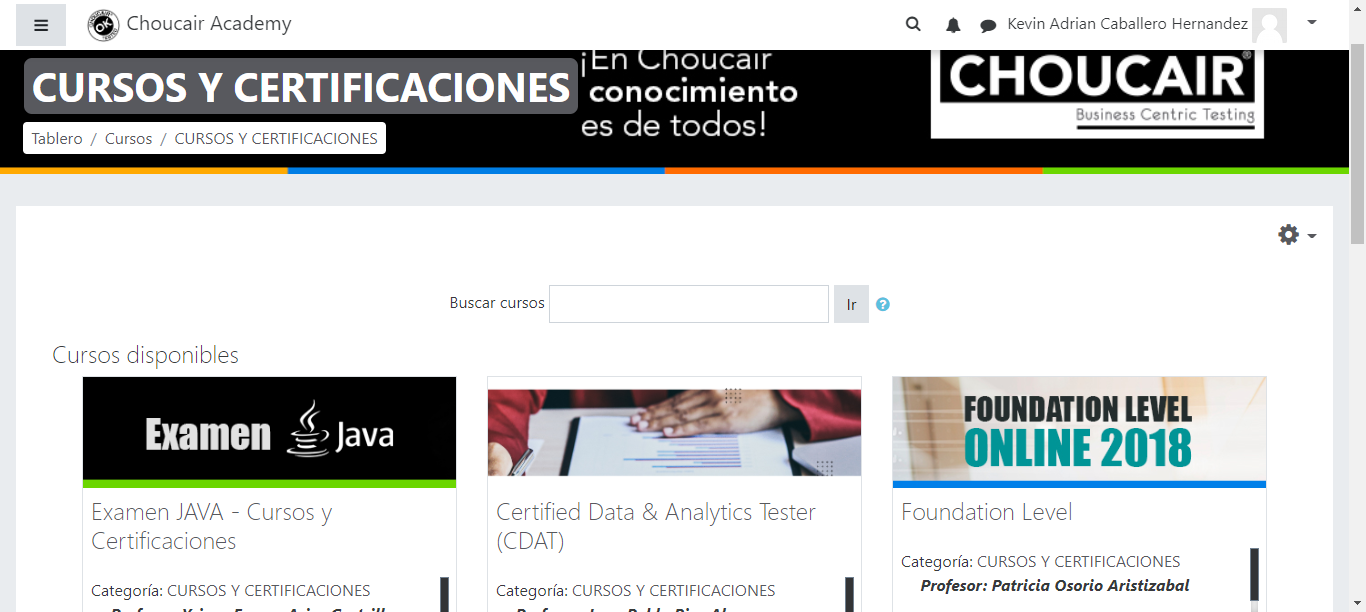 Choucair Academy
Kevin Adrian Caballero Hernandez
CHOUCAIR
OK
¡En Choucair
conocimiento
es de todos!
CURSOS Y CERTIFICACIONES
Tablero / Cursos / CURSOS Y CERTIFICACIONES
CHOUCAIR®
Business Centric Testing
Buscar cursos
Ir
?
Cursos disponibles
Examen Java
Examen JAVA - Cursos y
Certificaciones
Categoría: CURSOS Y CERTIFICACIONES
Certified Data & Analytics Tester
(CDAT)
Categoría: CURSOS Y CERTIFICACIONES
FOUNDATION LEVEL
ONLINE 2018
Foundation Level
Categoría: CURSOS Y CERTIFICACIONES
Profesor: Patricia Osorio Aristizabal